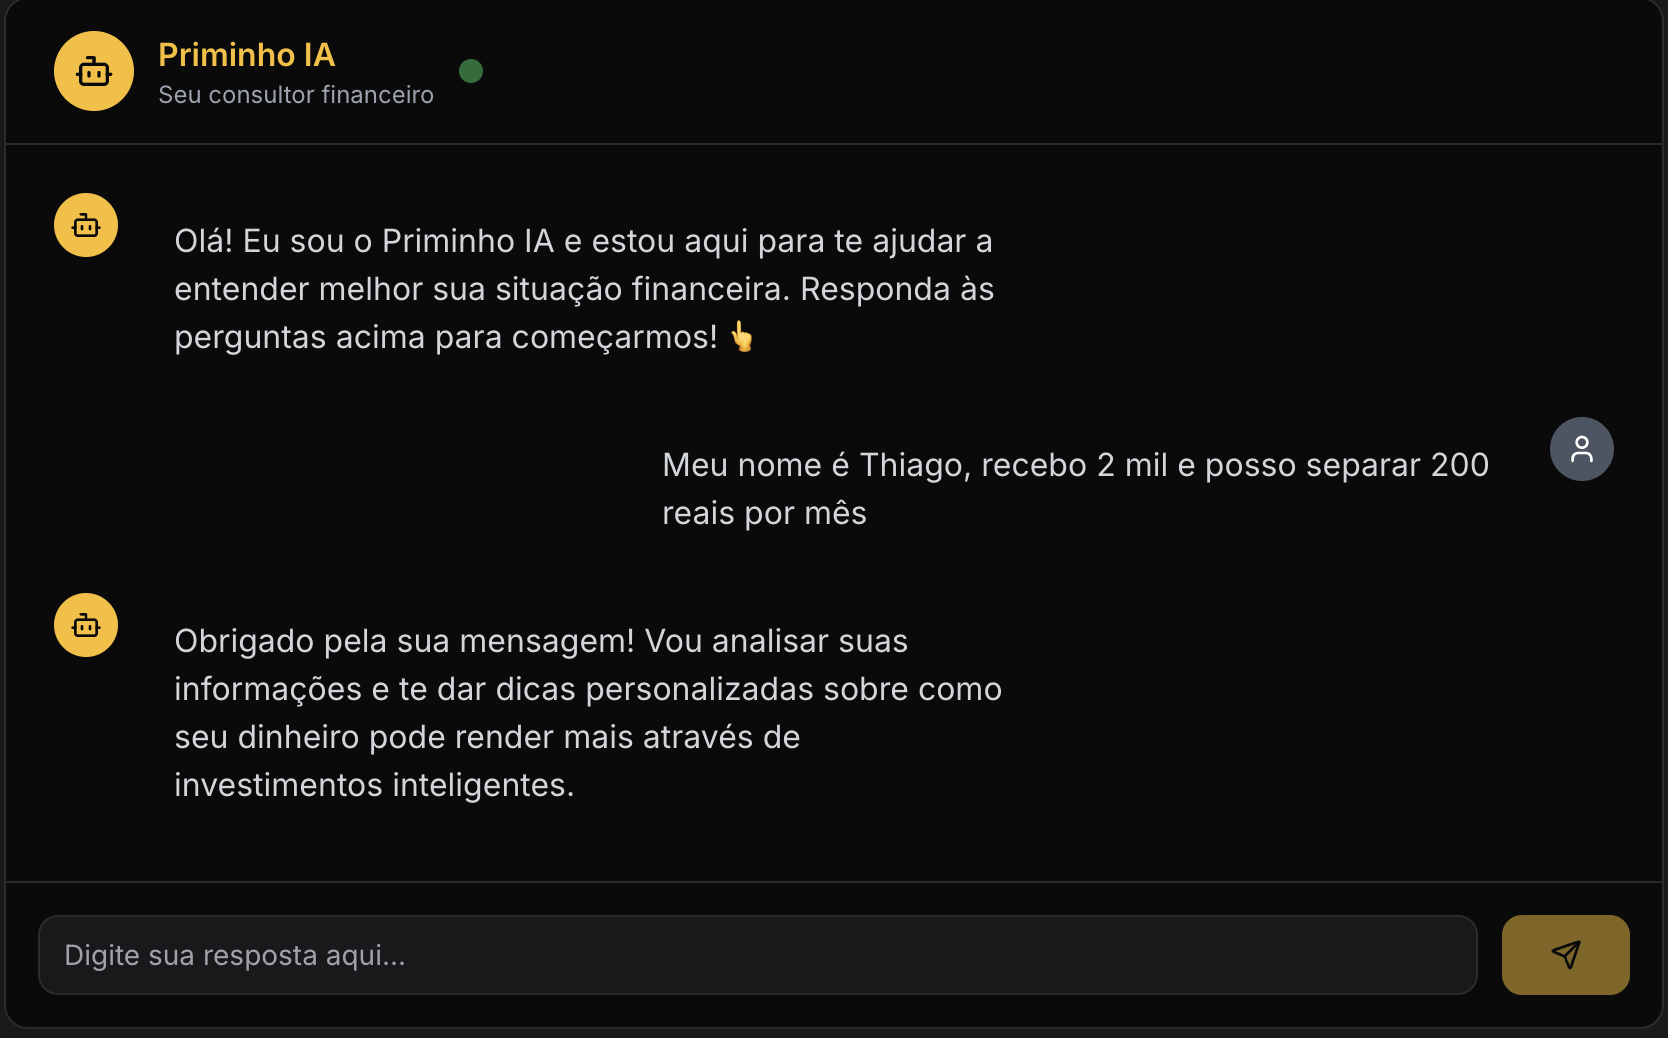 Priminho IA
Seu consultor financeiro
Olá! Eu sou o Priminho IA e estou aqui para te ajudar a
entender melhor sua situação financeira. Responda às
perguntas acima para começarmos! 👆
Meu nome é Thiago, recebo 2 mil e posso separar 200
reais por mês
Obrigado pela sua mensagem! Vou analisar suas
informações e te dar dicas personalizadas sobre como
seu dinheiro pode render mais através de
investimentos inteligentes.
Digite sua resposta aqui...